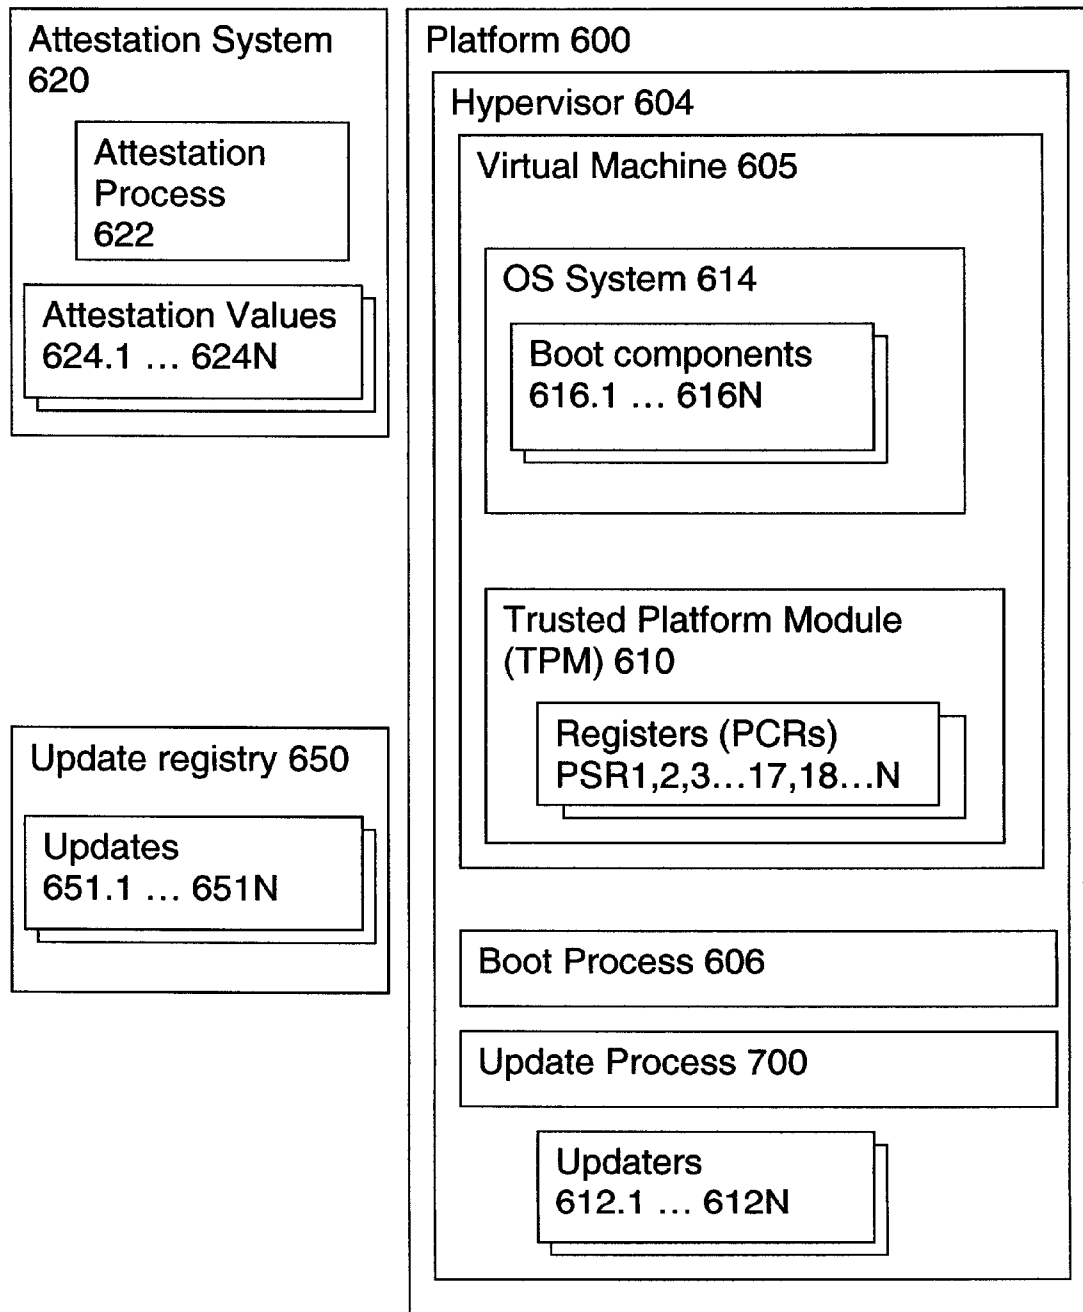 Attestation System
620
Attestation
Process
622
Attestation Values
624.1 ... 624N
Update registry 650
Updates
651.1 ... 651N
Platform 600
Hypervisor 604
Virtual Machine 605
OS System 614
Boot components
616.1 ... 616N
Trusted Platform Module
(TPM) 610
Registers (PCRs)
PSR1,2,3...17,18...N
Boot Process 606
Update Process 700
Updaters
612.1 ... 612N